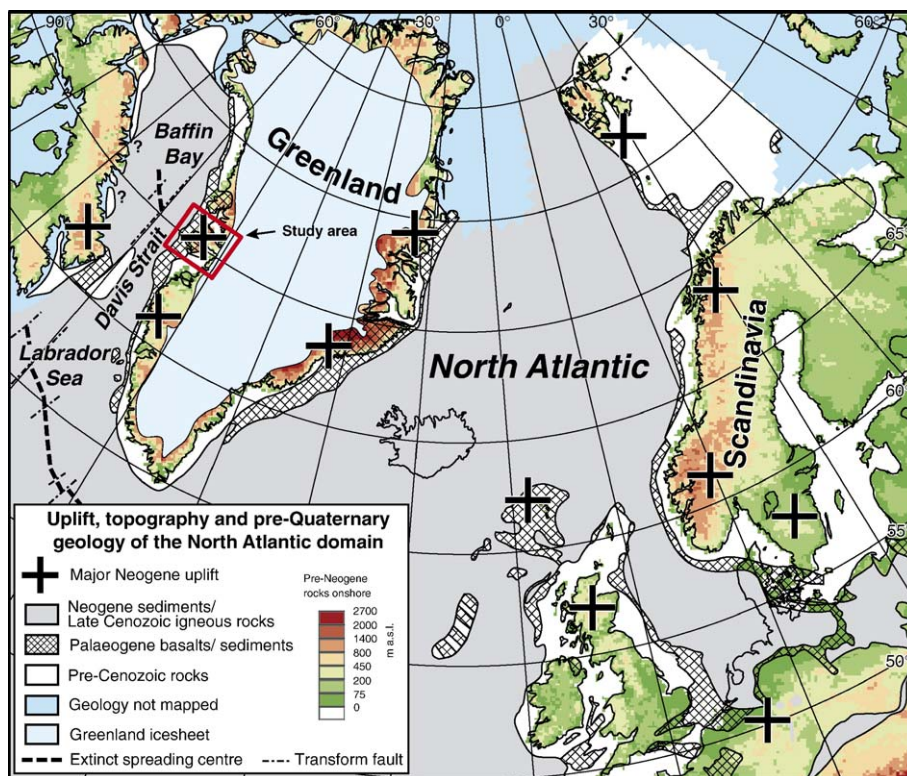 90°
60°
0°
30°
60°
Baffin
Bay
Greenland
?
?
Study area
Davis Strait
65°
Labrador
Sea
North Atlantic
Scandinavia
60°
55°
50°
Uplift, topography and pre-Quaternary
geology of the North Atlantic domain
Major Neogene uplift
Neogene sediments/
Late Cenozoic igneous rocks
Palaeogene basalts/ sediments
Pre-Cenozoic rocks
Geology not mapped
Greenland icesheet
Extinct spreading centre
Transform fault
Pre-Neogene
rocks onshore
2700
2000
1400
800
450
200
75
0
m a.s.l.